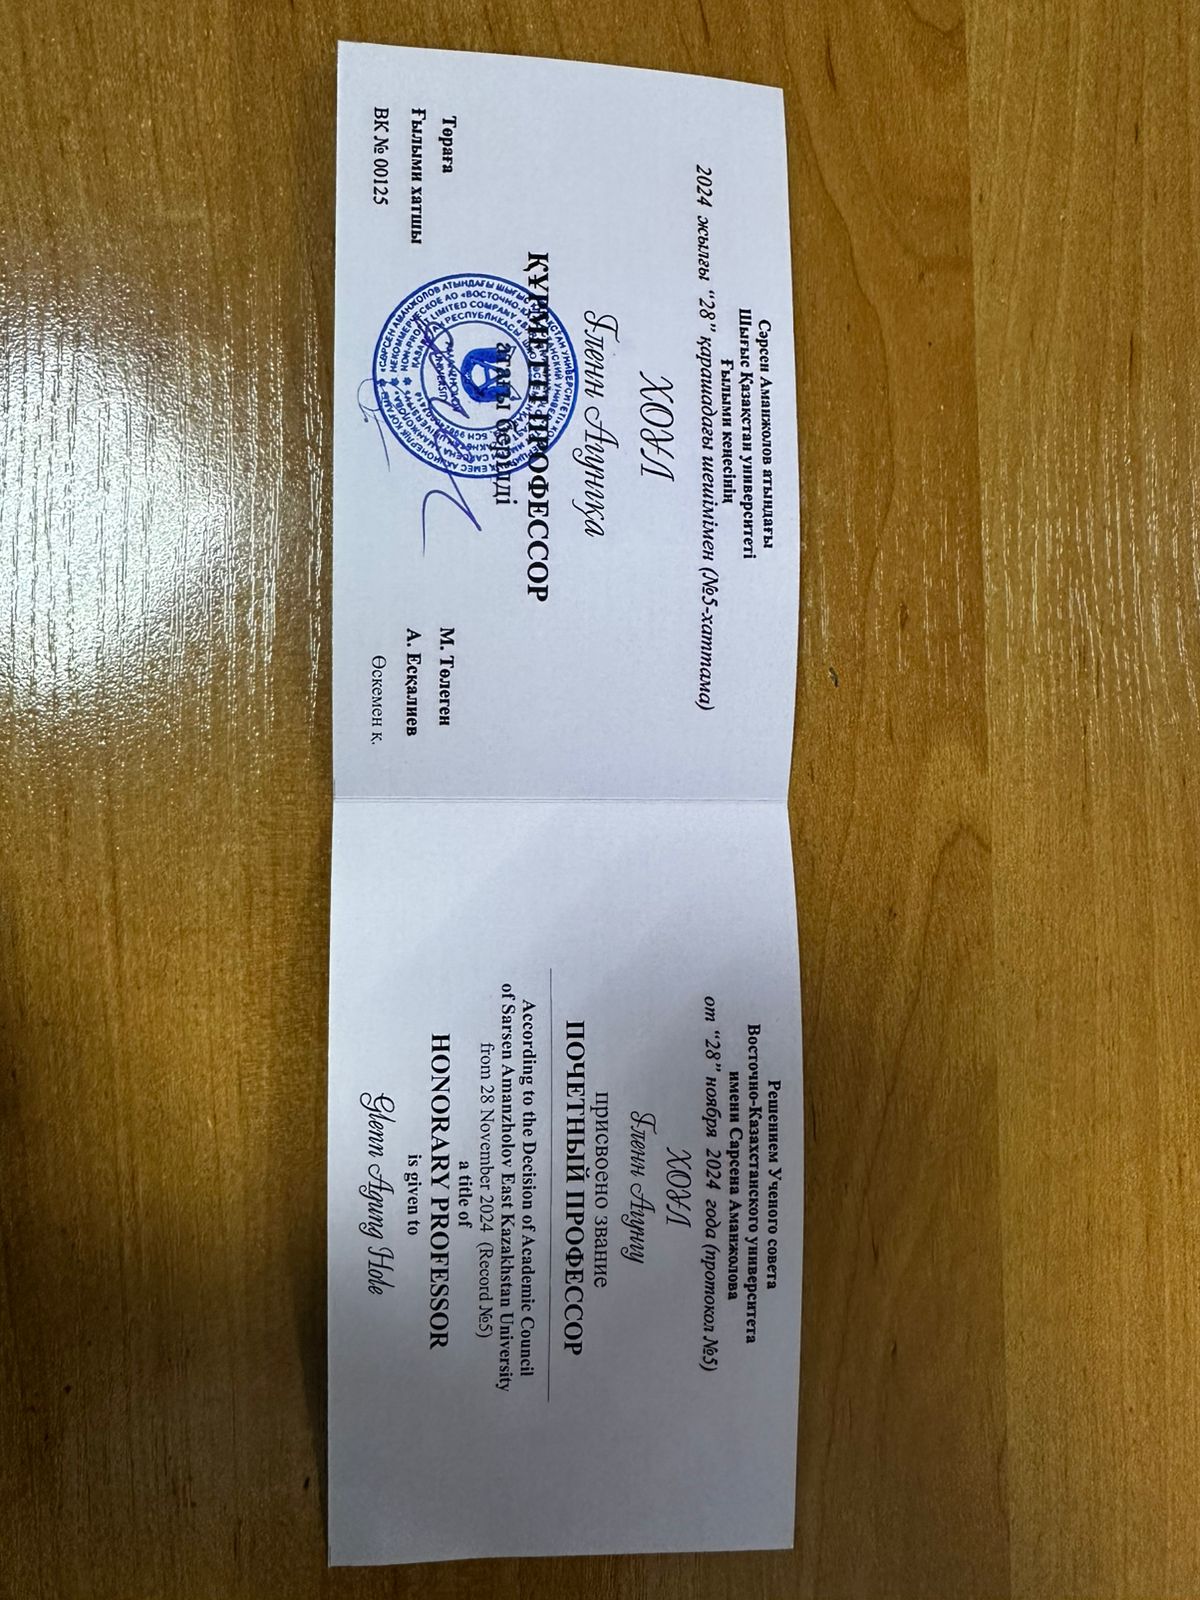 Сәрсен Аманжолов атындағы
Шығыс Қазақстан университеті
Ғылыми кеңесінің
2024 жылғы “28” қарашадағы шешімімен (№5-хаттама)
ХОУЛ
Гленн Агунгқа
ҚҰРМЕТТІ ПРОФЕССОР
атағы берілді
Төраға М. Төлеген
Ғылыми хатшы А. Есқалиев
ВК № 00125 Өскемен қ.
Решением Ученого совета
Восточно-Казахстанского университета
имени Сарсена Аманжолова
от “28” ноября 2024 года (протокол №5)
ХОУЛ
Гленн Агунгу
присвоено звание
ПОЧЕТНЫЙ ПРОФЕССОР
According to the Decision of Academic Council
of Sarsen Amanzholov East Kazakhstan University
from 28 November 2024 (Record №5)
a title of
HONORARY PROFESSOR
is given to
Glenn Agung Hole